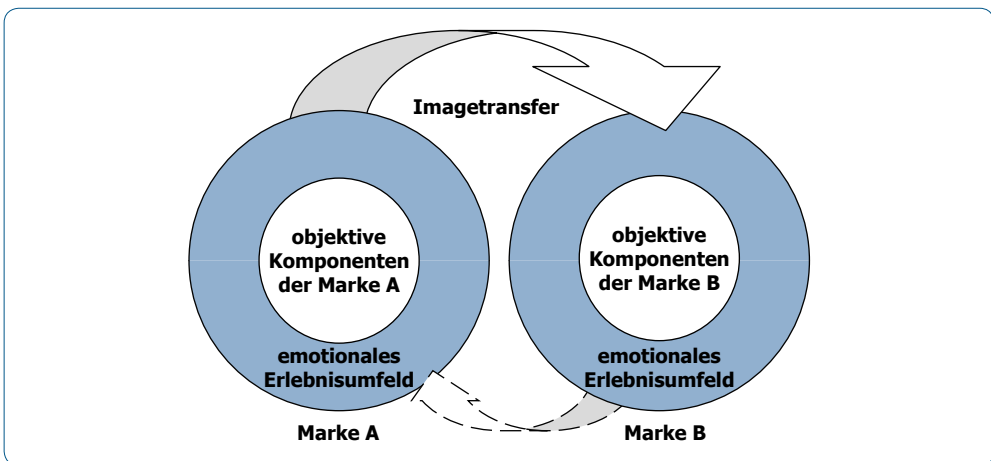 Imagetransfer
objektive
Komponenten
der Marke A
objektive
Komponenten
der Marke B
emotionales
Erlebnisumfeld
emotionales
Erlebnisumfeld
Marke A
Marke B